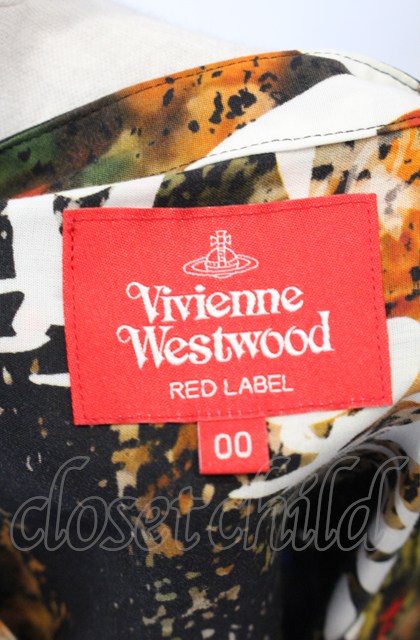 Vivienne
Westwood
RED LABEL
00
closet child